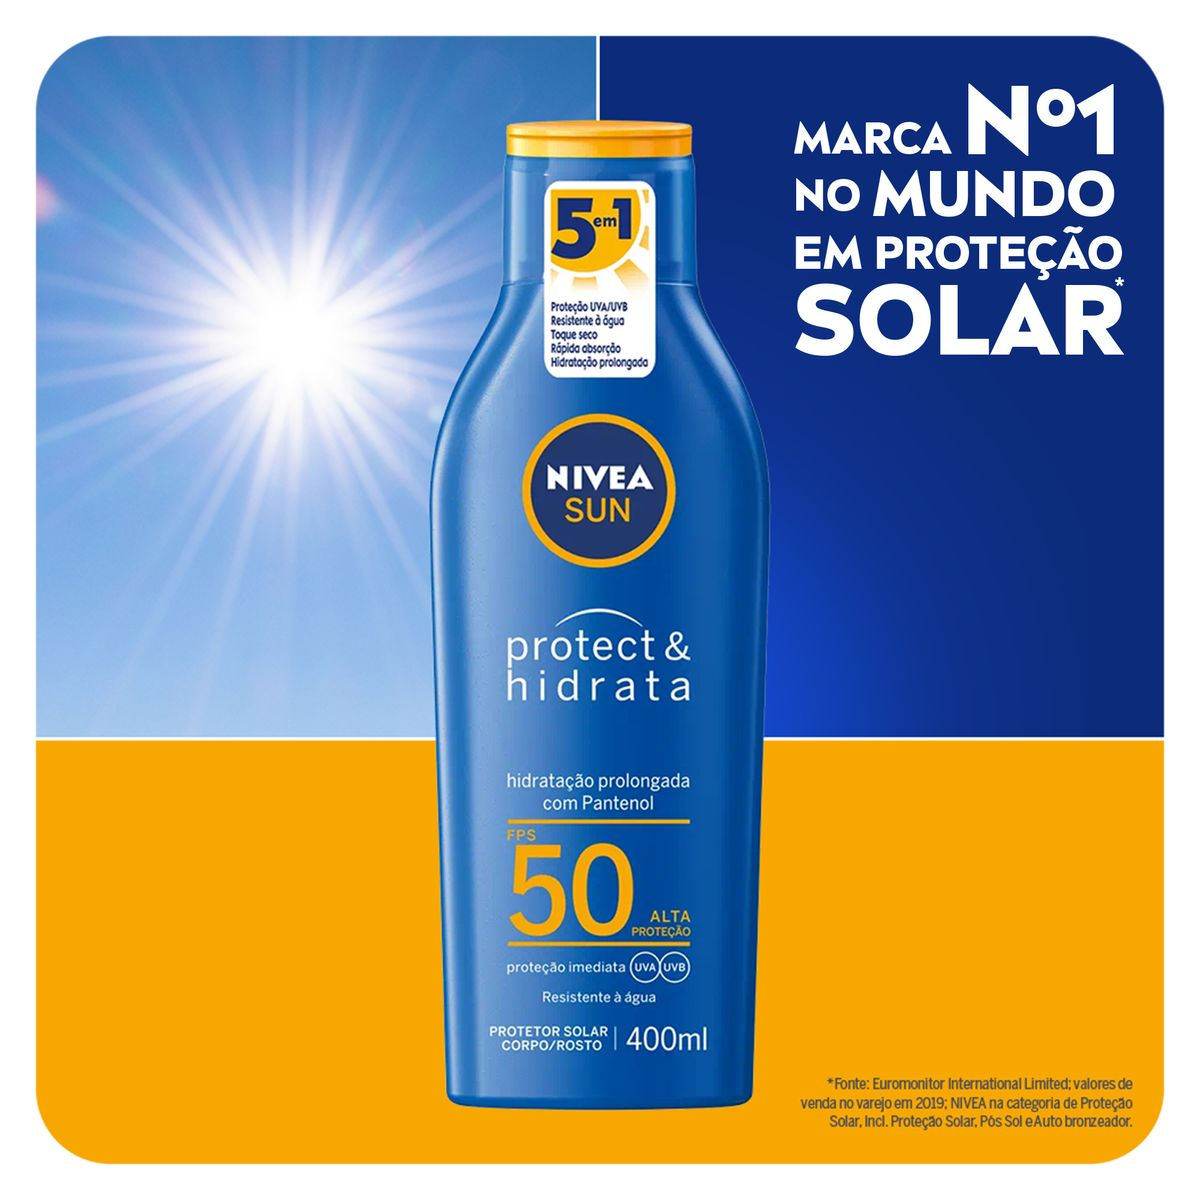 MARCA Nº1
NO MUNDO
EM PROTEÇÃO
SOLAR*
5em1
Proteção UVA/UVB
Resistente à água
Toque seco
Rápida absorção
Hidratação prolongada
NIVEA
SUN
protect &
hidrata
hidratação prolongada
com Pantenol
FPS
50
ALTA
PROTEÇÃO
proteção imediata UVA UVB
Resistente à água
PROTETOR SOLAR
CORPO/ROSTO | 400ml
*Fonte: Euromonitor International Limited; valores de
venda no varejo em 2019; NIVEA na categoria de Proteção
Solar, Incl. Proteção Solar, Pós Sol e Auto bronzeador.